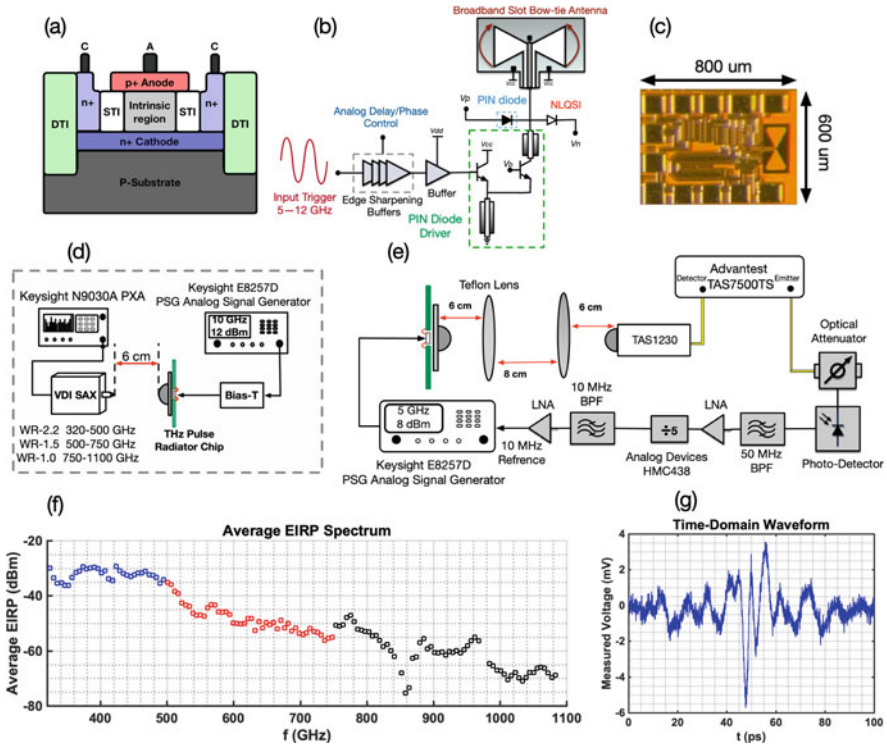 (a)
C
A
C
p+ Anode
n+
STI
Intrinsic
region
STI
n+
DTI
DTI
n+ Cathode
P-Substrate
(b)
Broadband Slot Bow-tie Antenna
Vcc
Vcc
Vp
PIN diode
NLQSI
Vn
Analog Delay/Phase
Control
Vdd
Vcc
Vb
Input Trigger
5—12 GHz
Edge Sharpening
Buffers
Buffer
PIN Diode
Driver
(c)
800 um
600 um
(d)
Keysight N9030A PXA
Keysight E8257D
PSG Analog Signal Generator
10 GHz
12 dBm
6 cm
VDI SAX
Bias-T
WR-2.2 320-500 GHz
WR-1.5 500-750 GHz
WR-1.0 750-1100 GHz
THz Pulse
Radiator Chip
(e)
Teflon Lens
6 cm
6 cm
8 cm
TAS1230
Advantest
TAS7500TS
Detector
Emitter
Optical
Attenuator
5 GHz
8 dBm
Keysight E8257D
PSG Analog Signal Generator
LNA
10 MHz
Refrence
10 MHz
BPF
÷5
Analog Devices
HMC438
LNA
50 MHz
BPF
Photo-Detector
(f)
Average EIRP Spectrum
Average EIRP (dBm)
-20
-40
-60
-80
400 500 600 700 800 900 1000 1100
f (GHz)
(g)
Time-Domain Waveform
Measured Voltage (mV)
4
2
0
-2
-4
-6
0 20 40 60 80 100
t (ps)